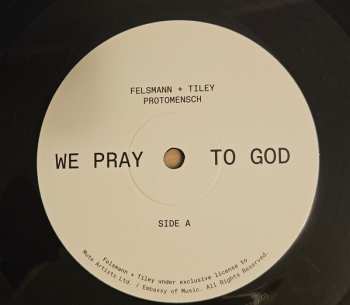 FELSMANN + TILEY
PROTOMENSCH
WE PRAY TO GOD
SIDE A
Felsmann + Tiley under exclusive license to
Mute Artists Ltd. / Embassy of Music. All Rights Reserved.